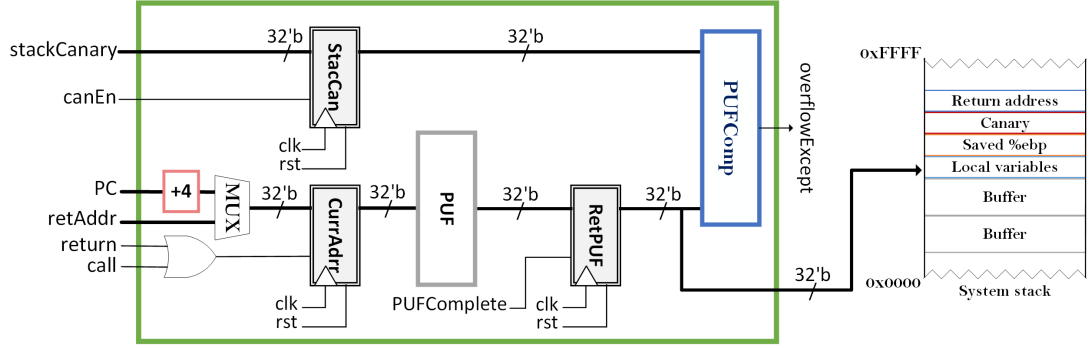 stackCanary
32'b
StacCan
32'b
canEn
clk
rst
PUFComp
overflowExcept
PC
+4
MUX
retAddr
32'b
CurrAdrr
32'b
PUF
32'b
RetPUF
32'b
return
call
clk
rst
PUFComplete
clk
rst
32'b
0xFFFF
Return address
Canary
Saved %ebp
Local variables
Buffer
Buffer
0x0000
System stack